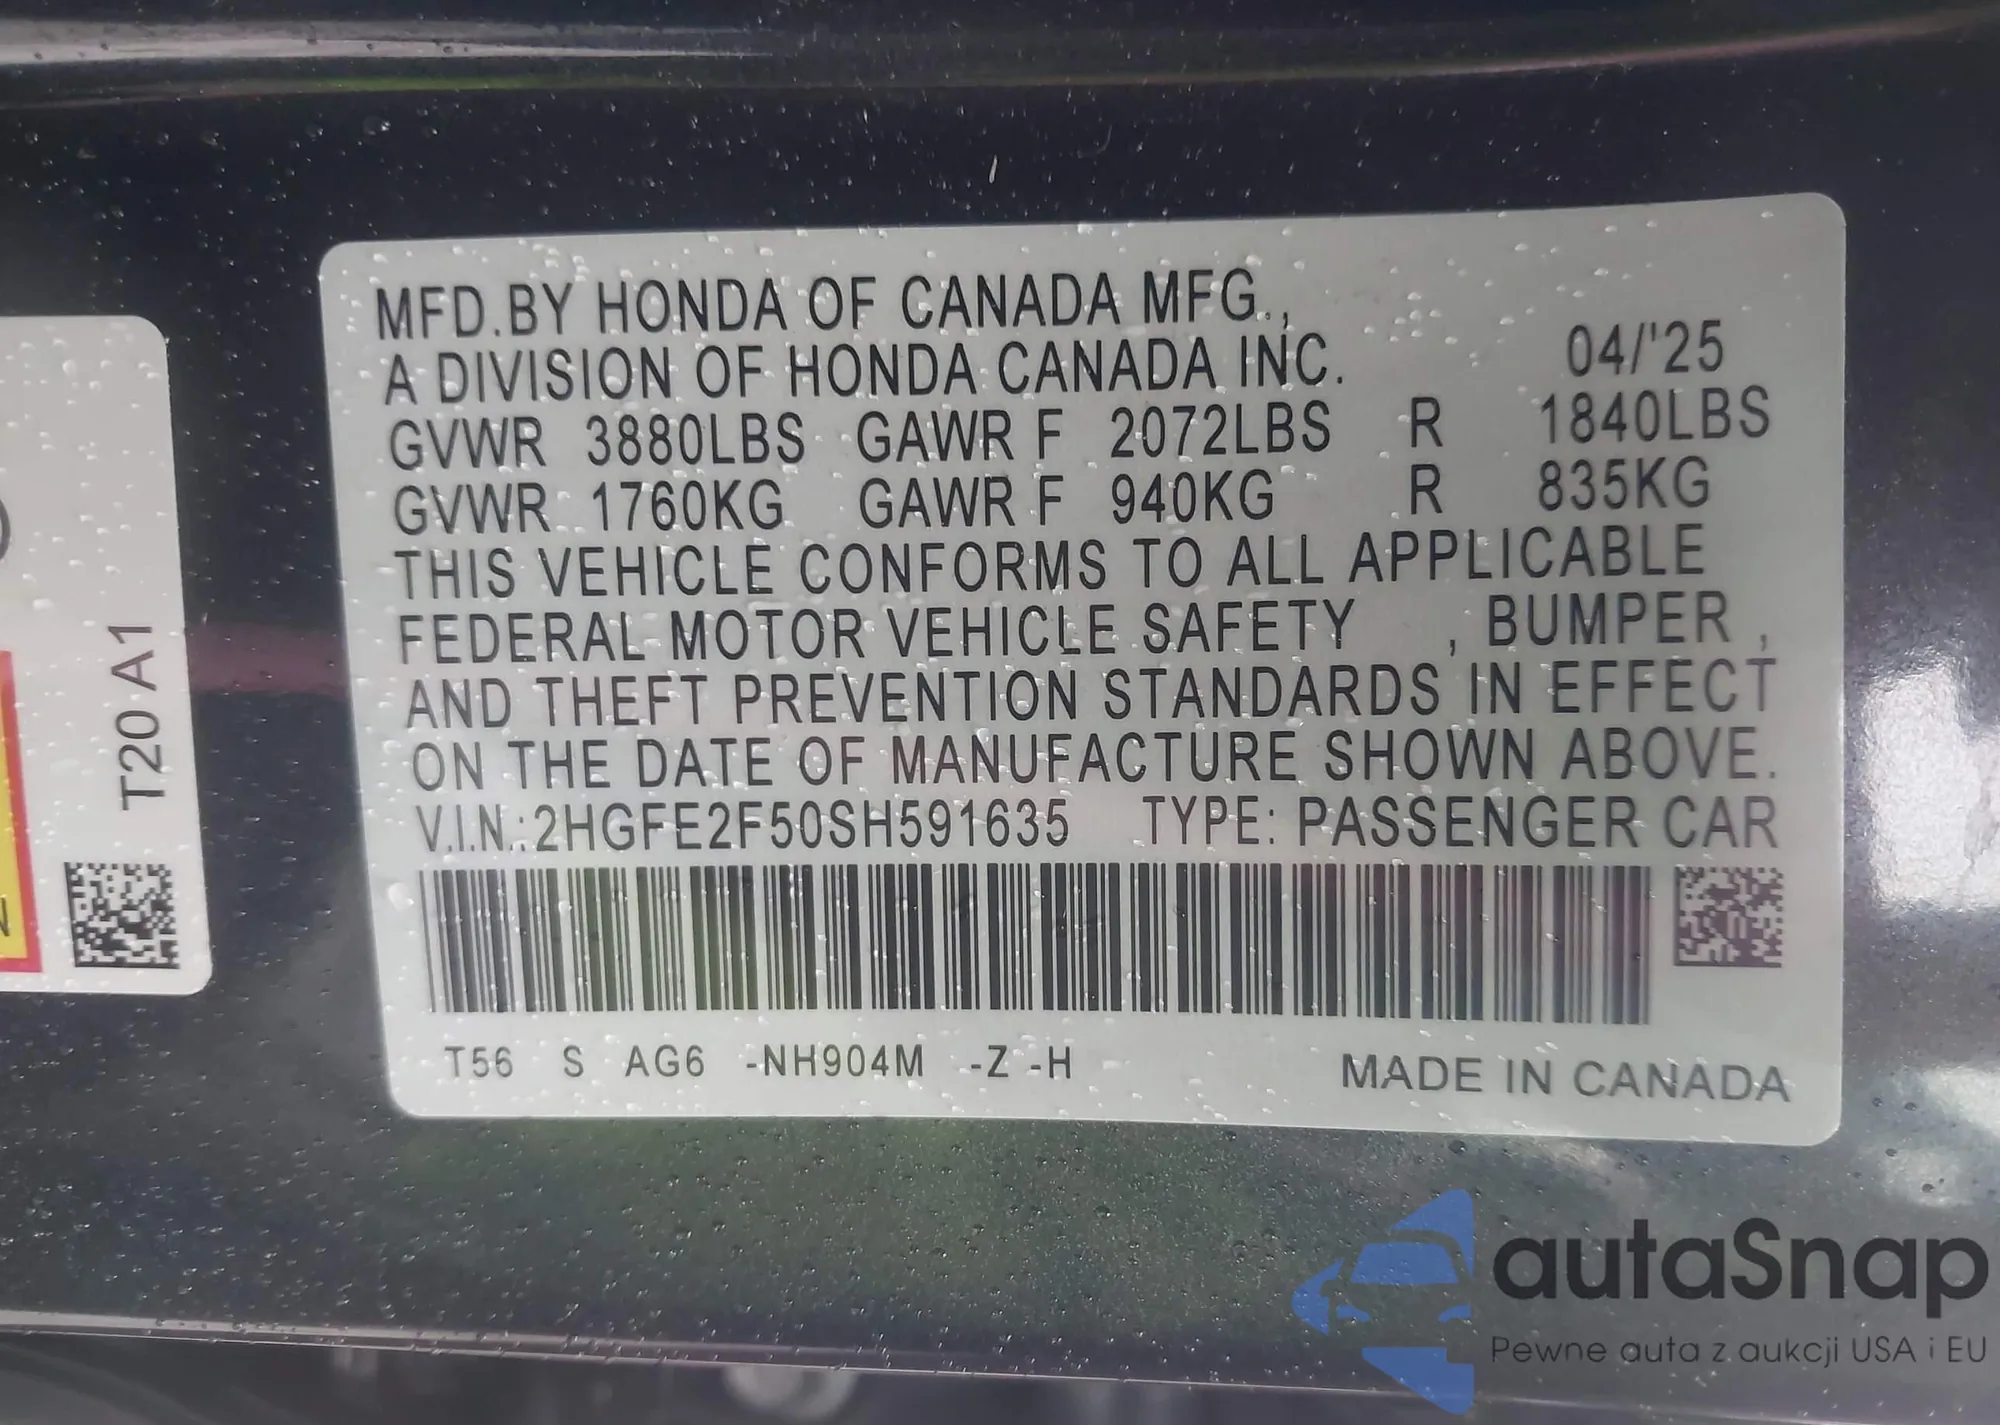 MFD.BY HONDA OF CANADA MFG.,
A DIVISION OF HONDA CANADA INC. 04/'25
GVWR 3880LBS GAWR F 2072LBS R 1840LBS
GVWR 1760KG GAWR F 940KG R 835KG
THIS VEHICLE CONFORMS TO ALL APPLICABLE
FEDERAL MOTOR VEHICLE SAFETY , BUMPER ,
AND THEFT PREVENTION STANDARDS IN EFFECT
ON THE DATE OF MANUFACTURE SHOWN ABOVE.
V.I.N.:2HGFE2F50SH591635 TYPE: PASSENGER CAR
T56 S AG6 -NH904M -Z -H
MADE IN CANADA
T20 A1
autaSnap
Pewne auta z aukcji USA i EU